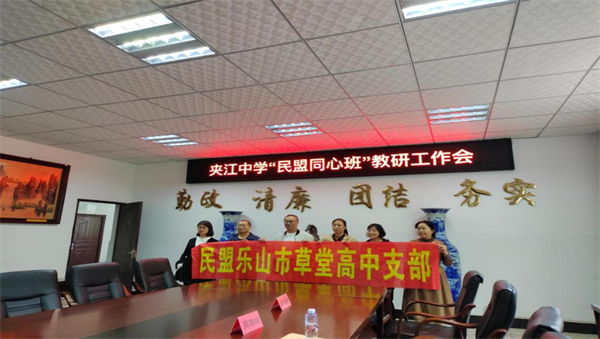 夹江中学“民盟同心班”教研工作会
勤政 清廉 团结 务实
民盟乐山市草堂高中支部